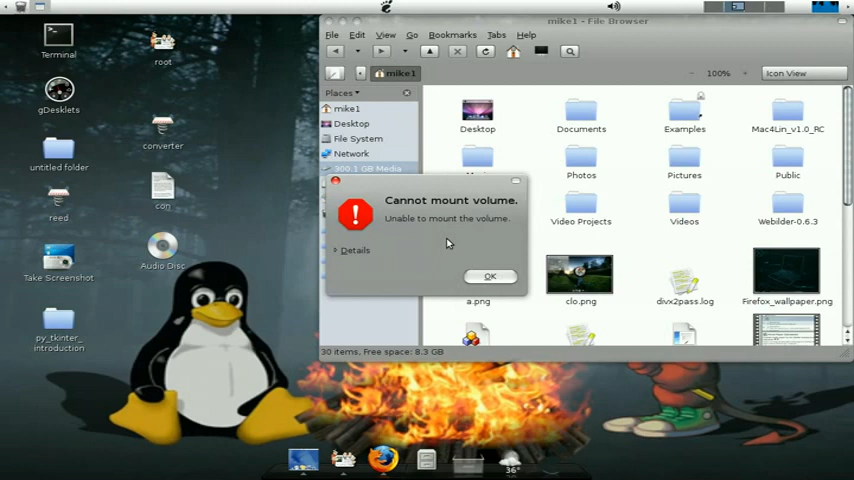 mike1 - File Browser
File Edit View Go Bookmarks Tabs Help
mike1
100%
Icon View
Places
mike1
Desktop
File System
Network
300.1 GB Media
Cannot mount volume.
Unable to mount the volume.
Details
OK
Desktop
Documents
Examples
Mac4Lin_v1.0_RC
Photos
Pictures
Public
Video Projects
Videos
Webilder-0.6.3
a.png
clo.png
divx2pass.log
Firefox_wallpaper.png
30 items, Free space: 8.3 GB
Terminal
root
gDesklets
converter
untitled folder
reed
con
Take Screenshot
Audio Disc
py_tkinter_
introduction
36°